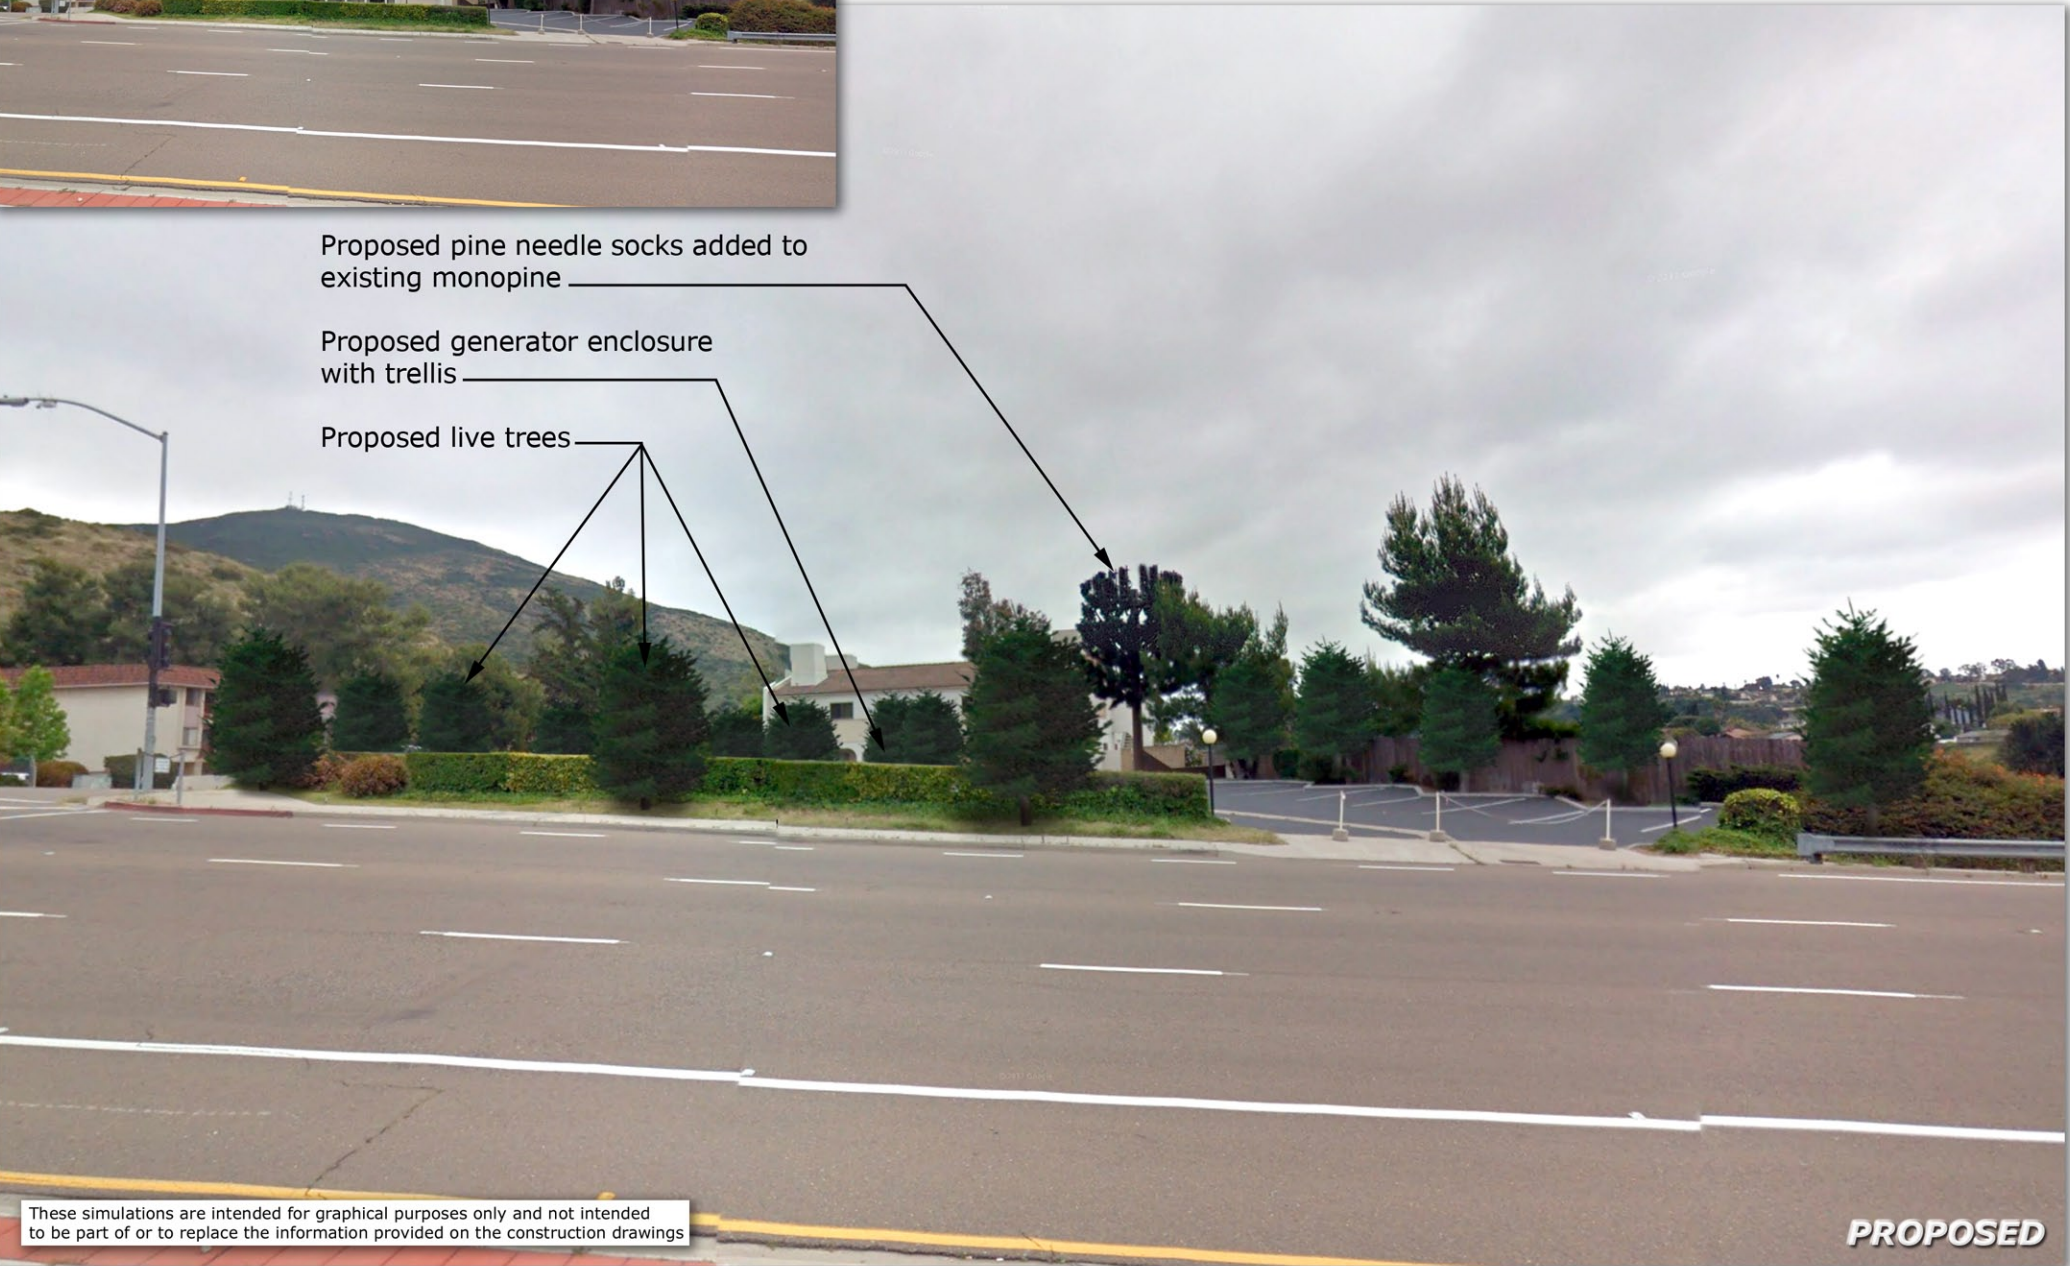 Proposed pine needle socks added to
existing monopine
Proposed generator enclosure
with trellis
Proposed live trees
These simulations are intended for graphical purposes only and not intended
to be part of or to replace the information provided on the construction drawings
PROPOSED